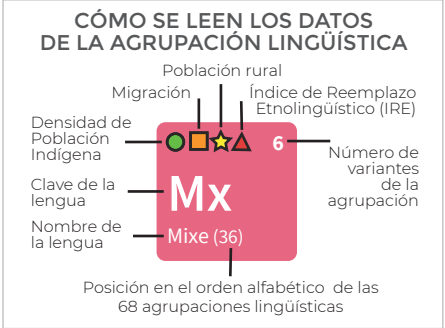 CÓMO SE LEEN LOS DATOS
DE LA AGRUPACIÓN LINGÜÍSTICA
Población rural
Migración
Índice de Reemplazo
Etnolingüístico (IRE)
Densidad de
Población
Indígena
6
Número de
variantes
de la
agrupación
Clave de la
lengua
Mx
Nombre de
la lengua
Mixe (36)
Posición en el orden alfabético de las
68 agrupaciones lingüísticas